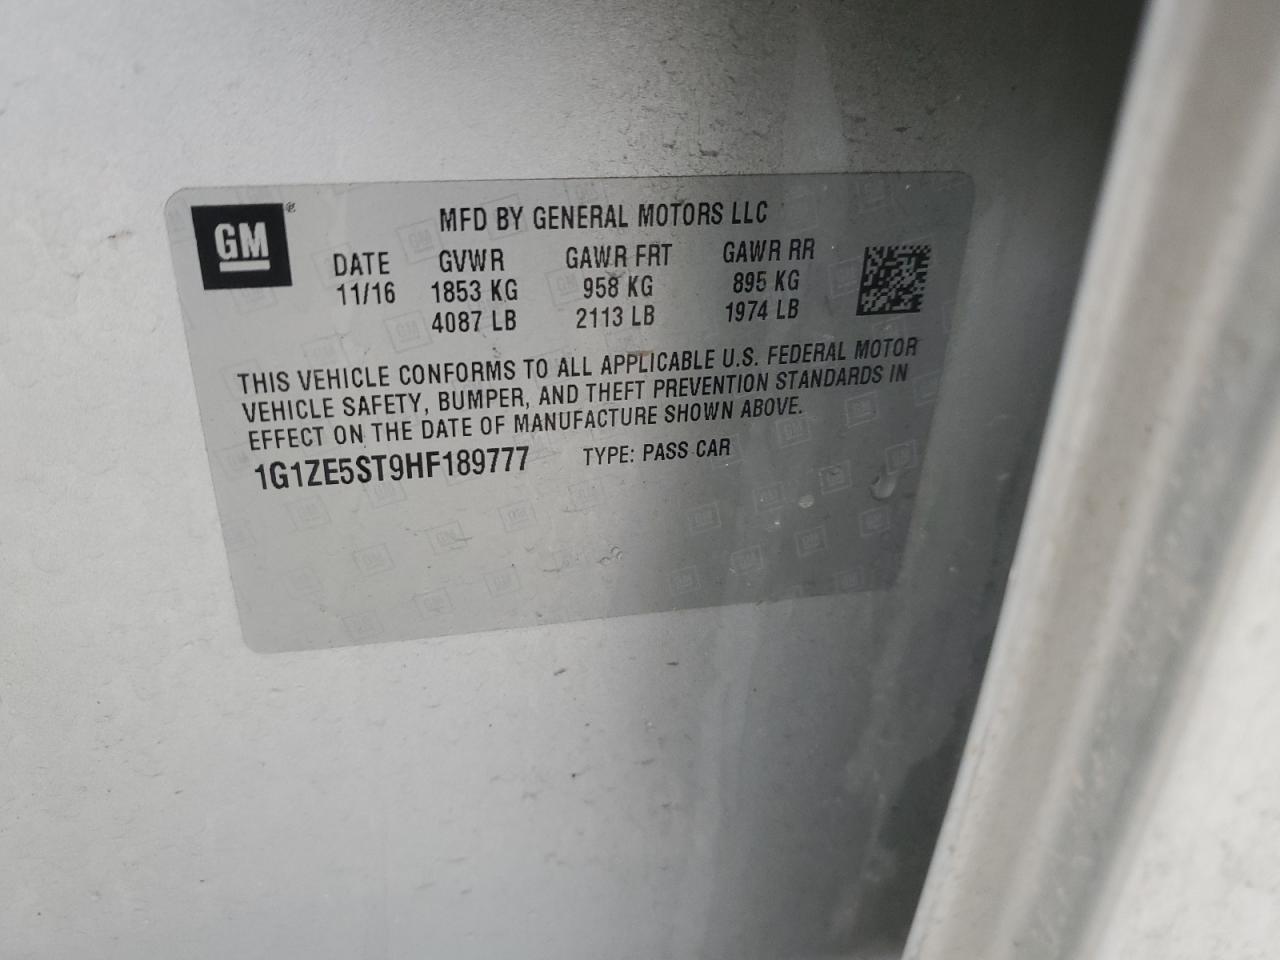 GM®
MFD BY GENERAL MOTORS LLC
DATE GVWR GAWR FRT GAWR RR
11/16 1853 KG 958 KG 895 KG
4087 LB 2113 LB 1974 LB
THIS VEHICLE CONFORMS TO ALL APPLICABLE U.S. FEDERAL MOTOR
VEHICLE SAFETY, BUMPER, AND THEFT PREVENTION STANDARDS IN
EFFECT ON THE DATE OF MANUFACTURE SHOWN ABOVE.
1G1ZE5ST9HF189777 TYPE: PASS CAR